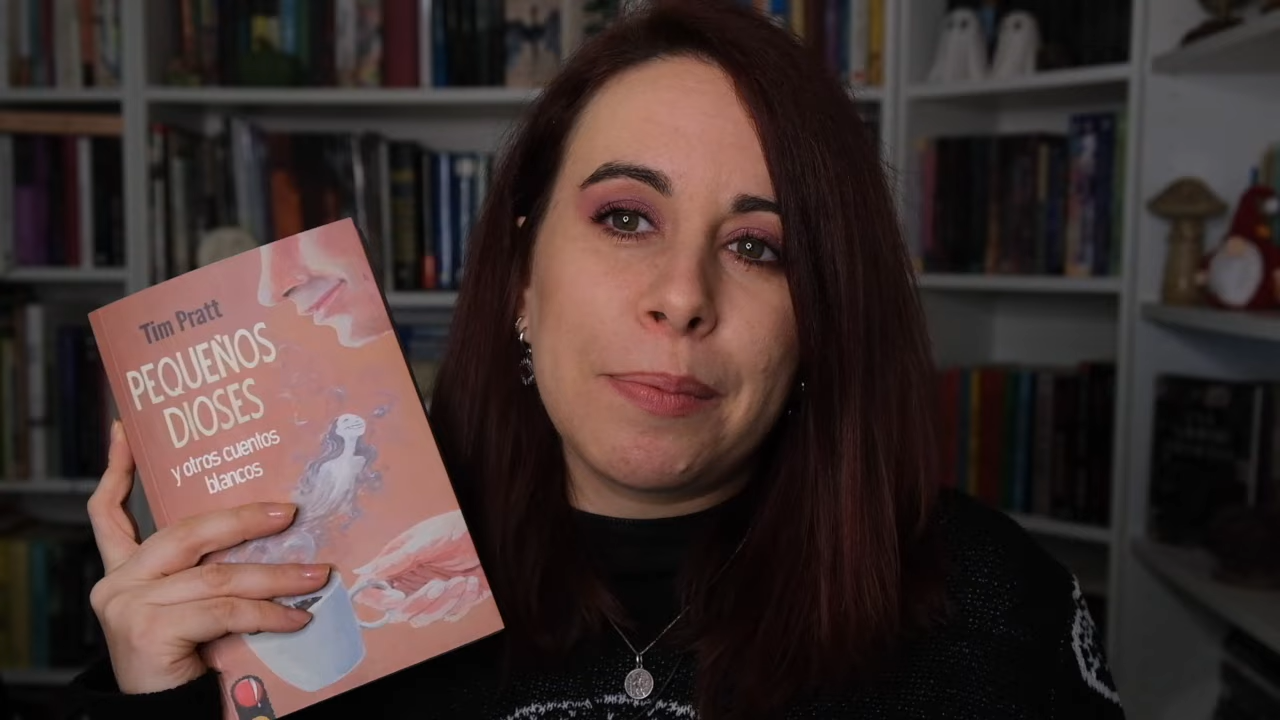 Tim Pratt
PEQUEÑOS
DIOSES
y otros cuentos
blancos